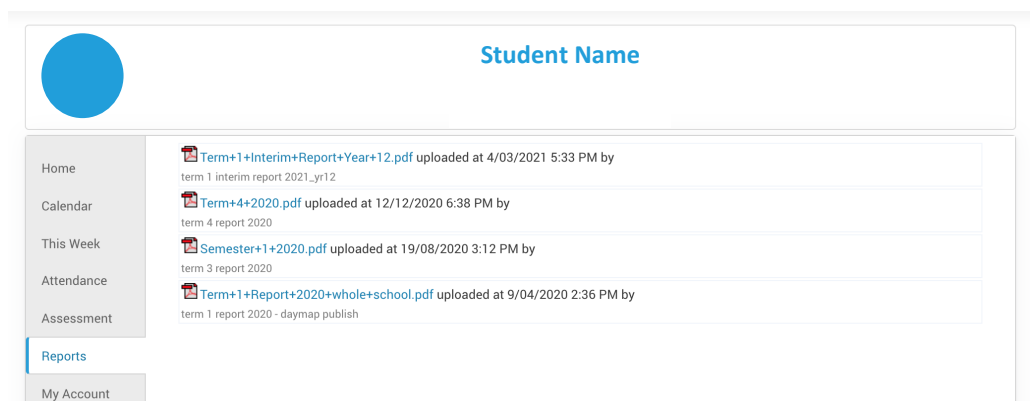 Student Name
Home
Calendar
This Week
Attendance
Assessment
Reports
My Account
Term+1+Interim+Report+Year+12.pdf uploaded at 4/03/2021 5:33 PM by
term 1 interim report 2021_yr12
Term+4+2020.pdf uploaded at 12/12/2020 6:38 PM by
term 4 report 2020
Semester+1+2020.pdf uploaded at 19/08/2020 3:12 PM by
term 3 report 2020
Term+1+Report+2020+whole+school.pdf uploaded at 9/04/2020 2:36 PM by
term 1 report 2020 - daymap publish